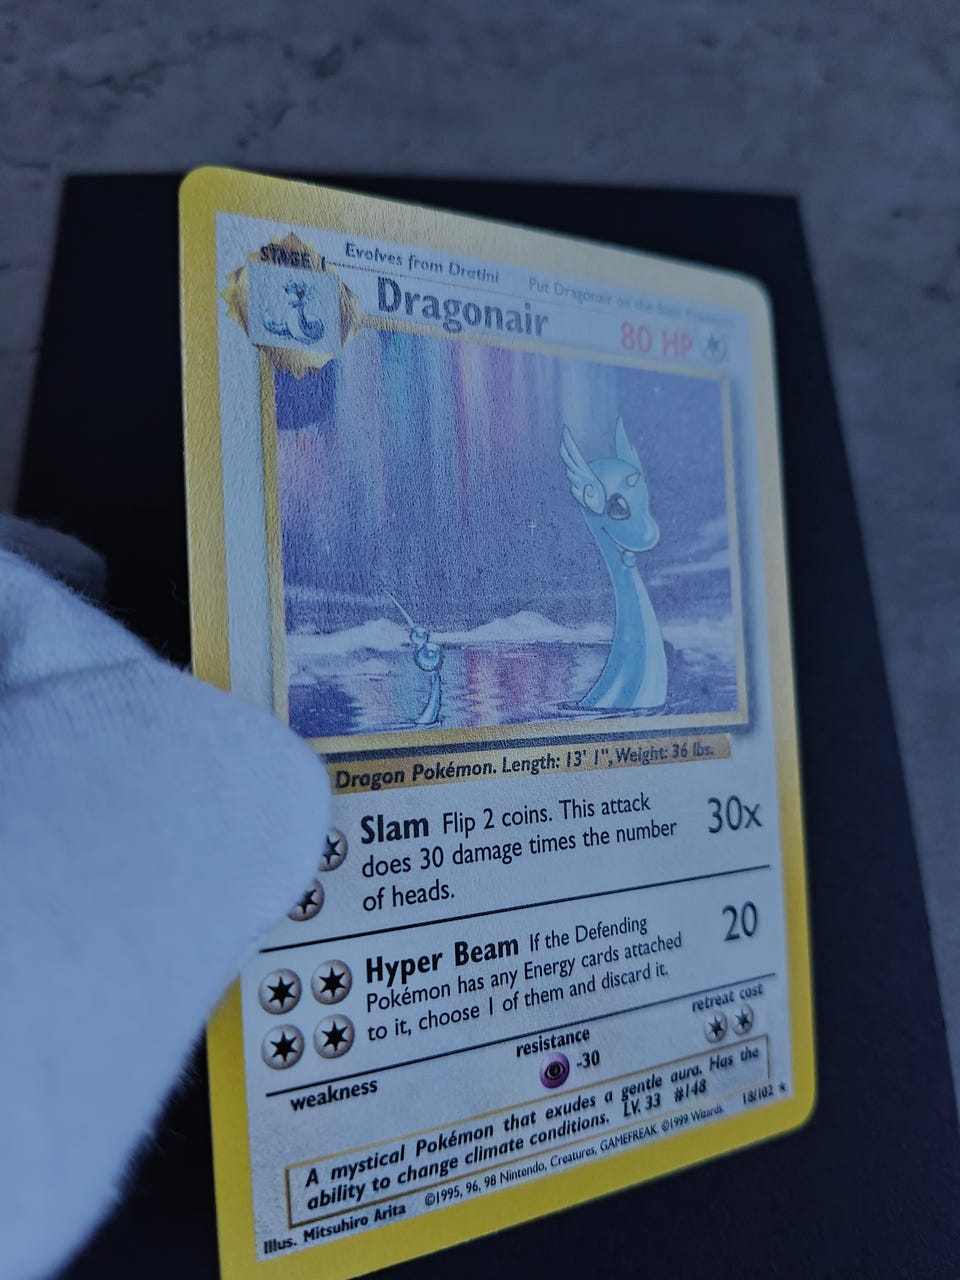 STAGE 1
Evolves from Dratini
Put Dragonair on the Basic Pokémon
Dragonair
80 HP
Dragon Pokémon. Length: 13' 1", Weight: 36 lbs.
Slam Flip 2 coins. This attack
does 30 damage times the number
of heads.
30x
Hyper Beam If the Defending
Pokémon has any Energy cards attached
to it, choose 1 of them and discard it.
20
weakness
resistance
-30
retreat cost
A mystical Pokémon that exudes a gentle aura. Has the
ability to change climate conditions. LV. 33 #148
Illus. Mitsuhiro Arita
©1995, 96, 98 Nintendo, Creatures, GAMEFREAK. ©1999 Wizards.
18/102 ★